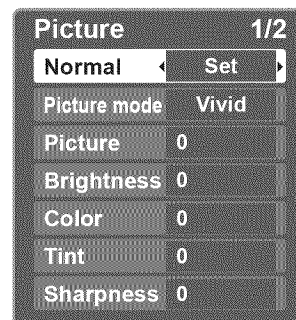 Picture 1/2
Normal Set
Picture mode Vivid
Picture 0
Brightness 0
Color 0
Tint 0
Sharpness 0